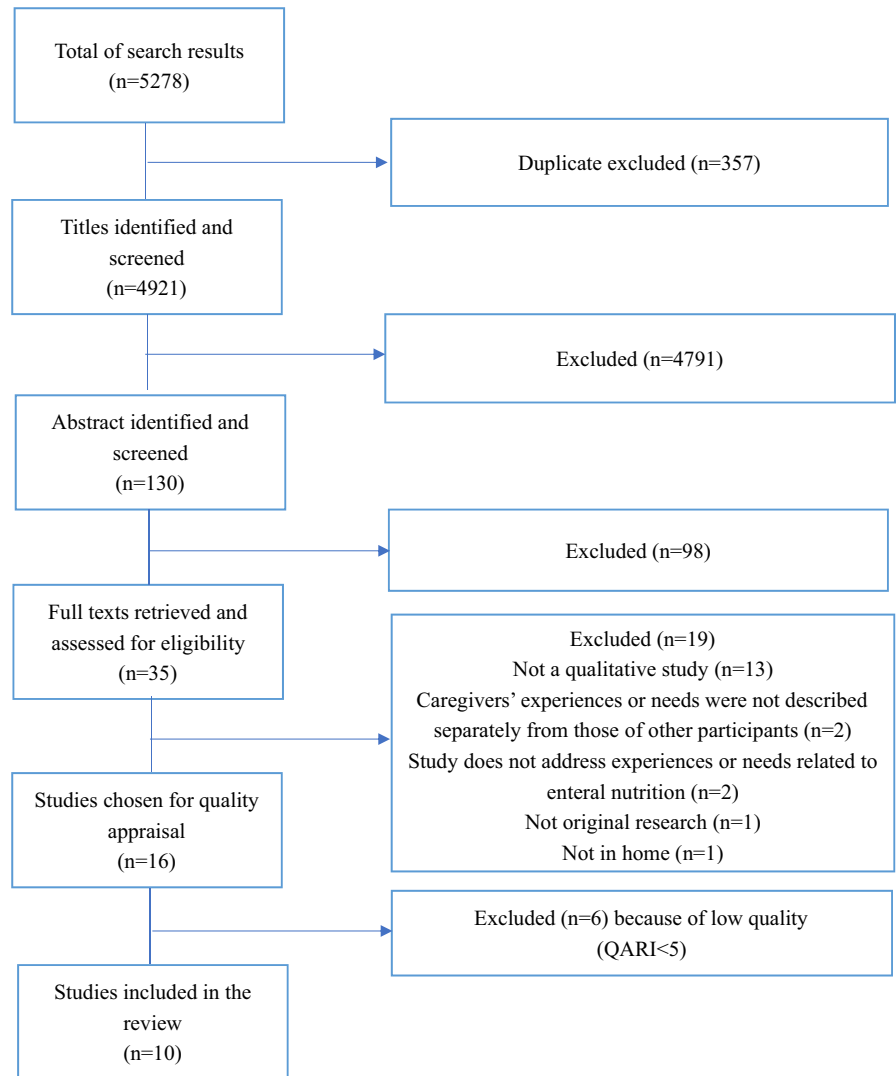 Total of search results
(n=5278)
Duplicate excluded (n=357)
Titles identified and
screened
(n=4921)
Excluded (n=4791)
Abstract identified and
screened
(n=130)
Excluded (n=98)
Full texts retrieved and
assessed for eligibility
(n=35)
Excluded (n=19)
Not a qualitative study (n=13)
Caregivers’ experiences or needs were not described
separately from those of other participants (n=2)
Study does not address experiences or needs related to
enteral nutrition (n=2)
Not original research (n=1)
Not in home (n=1)
Studies chosen for quality
appraisal
(n=16)
Excluded (n=6) because of low quality
(QARI<5)
Studies included in the
review
(n=10)